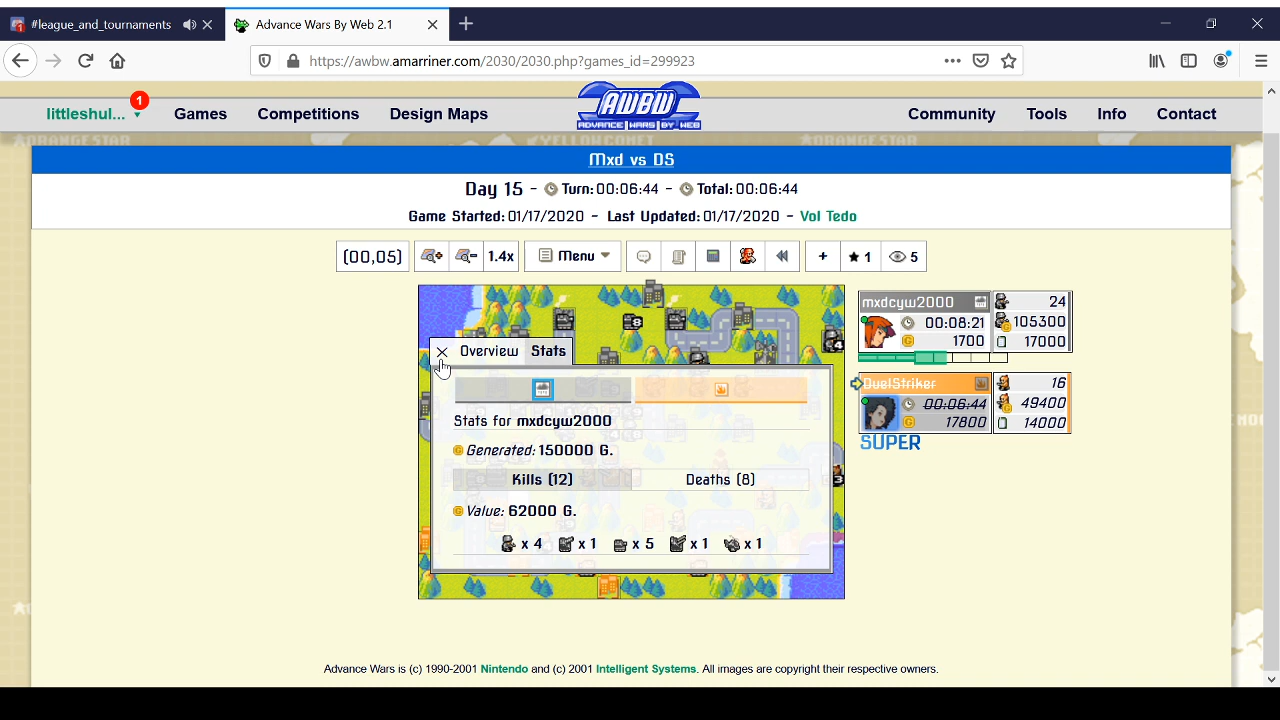 #league_and_tournaments
Advance Wars By Web 2.1
https://awbw.amarriner.com/2030/2030.php?games_id=299923
littleshul... 1
Games
Competitions
Design Maps
AWBW
ADVANCE WARS BY WEB
Community
Tools
Info
Contact
Mxd vs DS
Day 15 - Turn: 00:06:44 - Total: 00:06:44
Game Started: 01/17/2020 - Last Updated: 01/17/2020 - Vol Tedo
(00,05)
1.4x
Menu
+
1
5
mxdcyw2000
24
00:08:21
105300
1700
17000
DuelStriker
16
00:06:44
49400
17800
14000
SUPER
Overview
Stats
Stats for mxdcyw2000
Generated: 150000 G.
Kills (12)
Deaths (8)
Value: 62000 G.
x 4
x 1
x 5
x 1
x 1
Advance Wars is (c) 1990-2001 Nintendo and (c) 2001 Intelligent Systems. All images are copyright their respective owners.